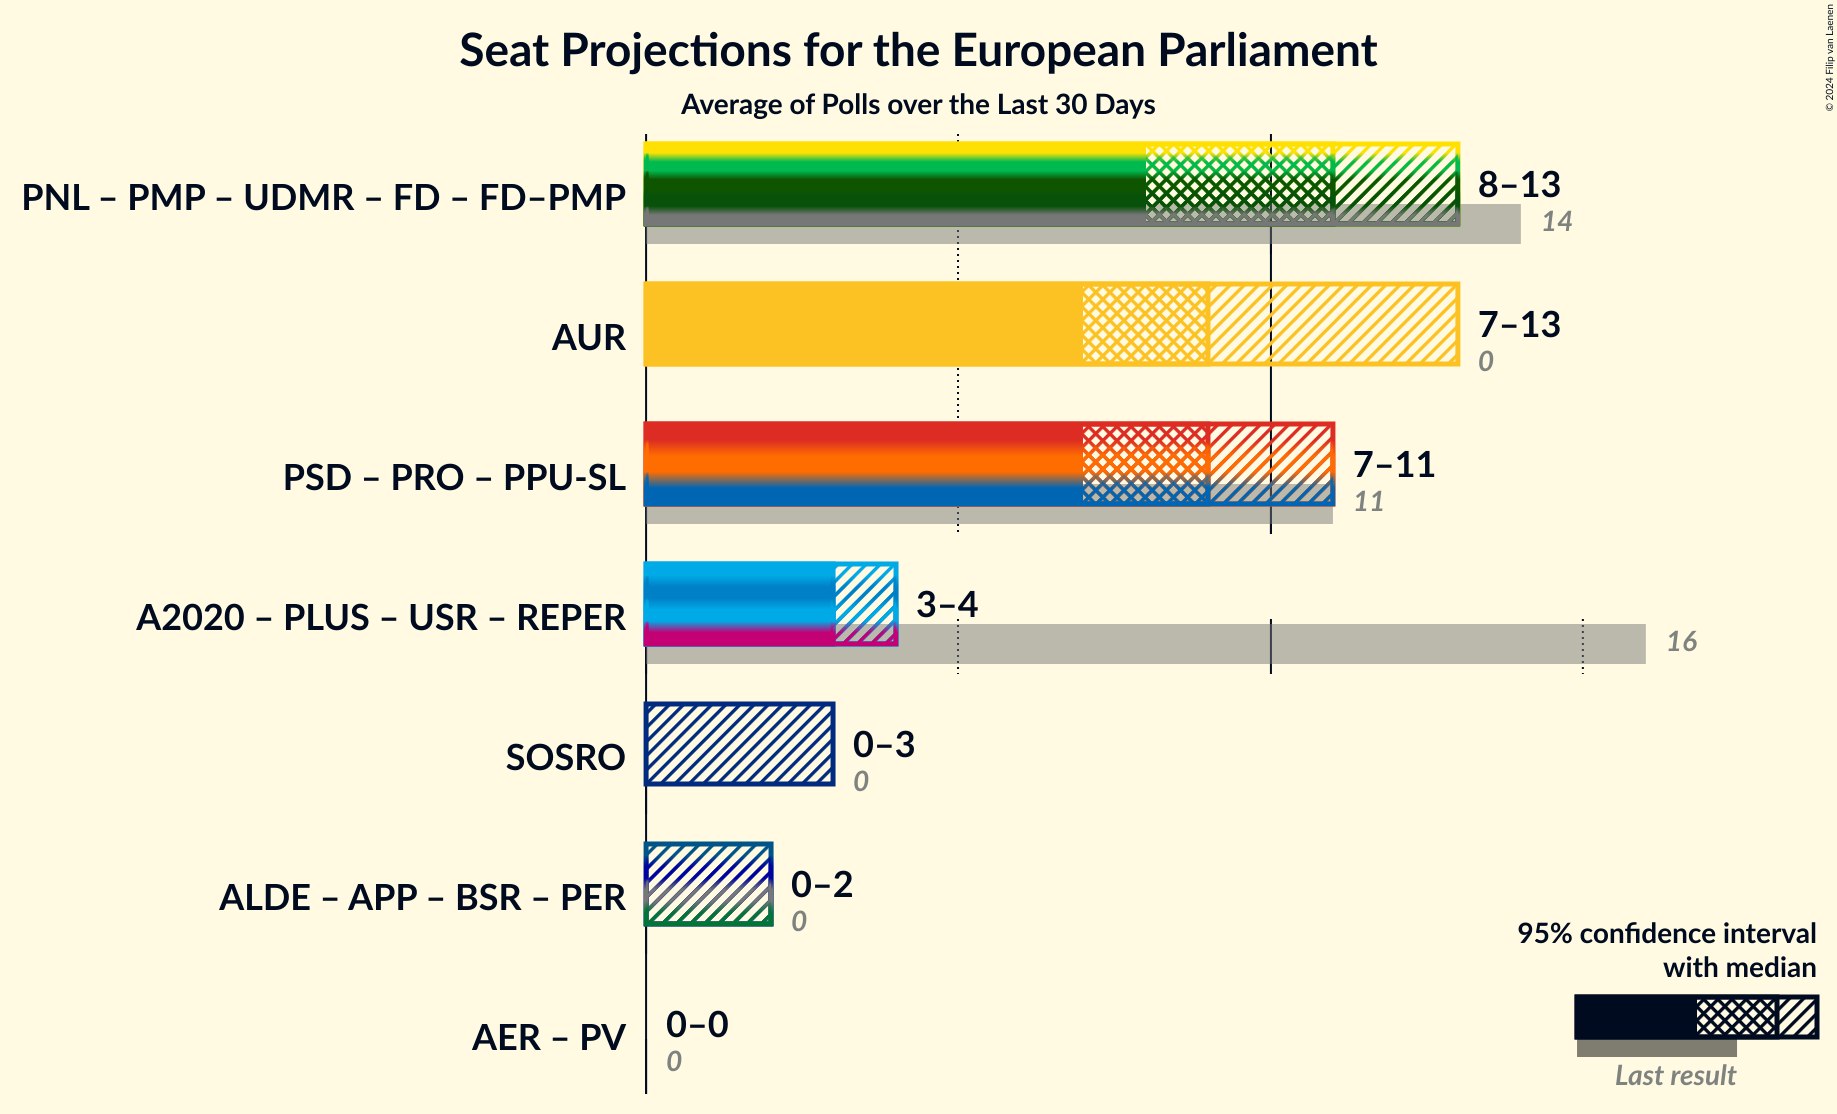 Seat Projections for the European Parliament
Average of Polls over the Last 30 Days
© 2024 Filip van Laenen
PNL – PMP – UDMR – FD – FD–PMP
8–13
14
AUR
7–13
0
PSD – PRO – PPU-SL
7–11
11
A2020 – PLUS – USR – REPER
3–4
16
SOSRO
0–3
0
ALDE – APP – BSR – PER
0–2
0
AER – PV
0–0
0
95% confidence interval
with median
Last result